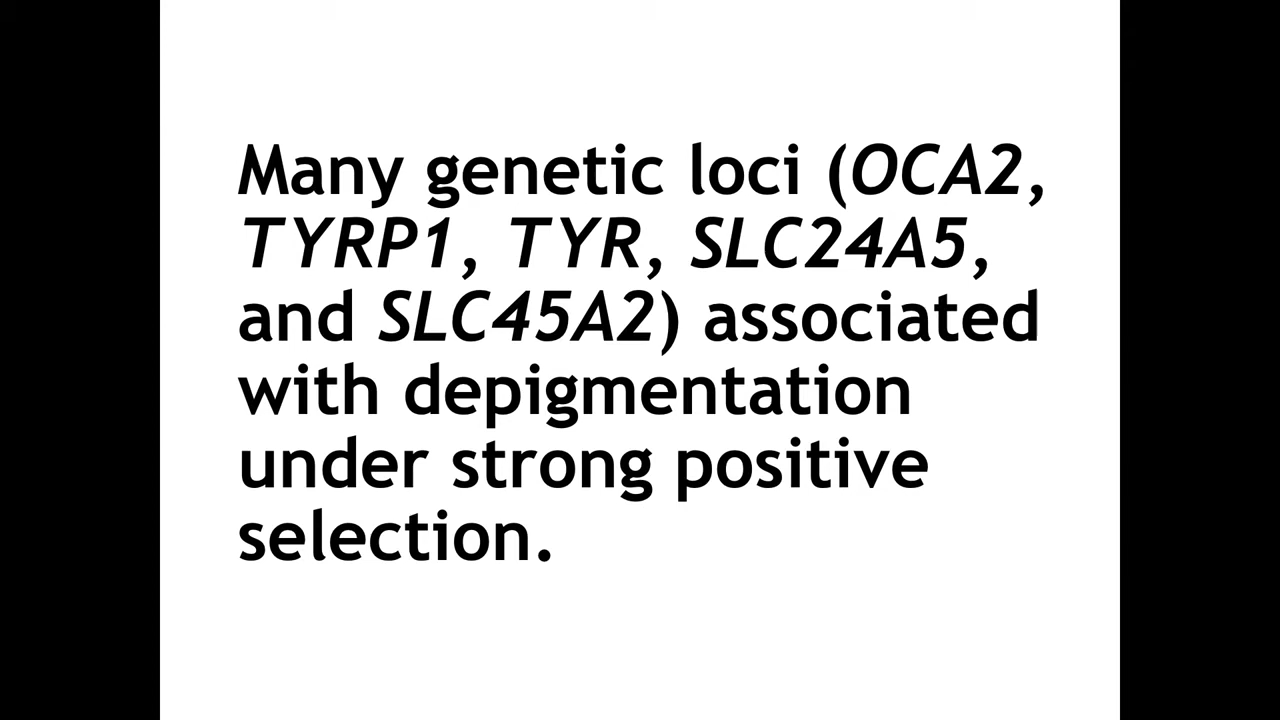 Many genetic loci (OCA2,
TYRP1, TYR, SLC24A5,
and SLC45A2) associated
with depigmentation
under strong positive
selection.